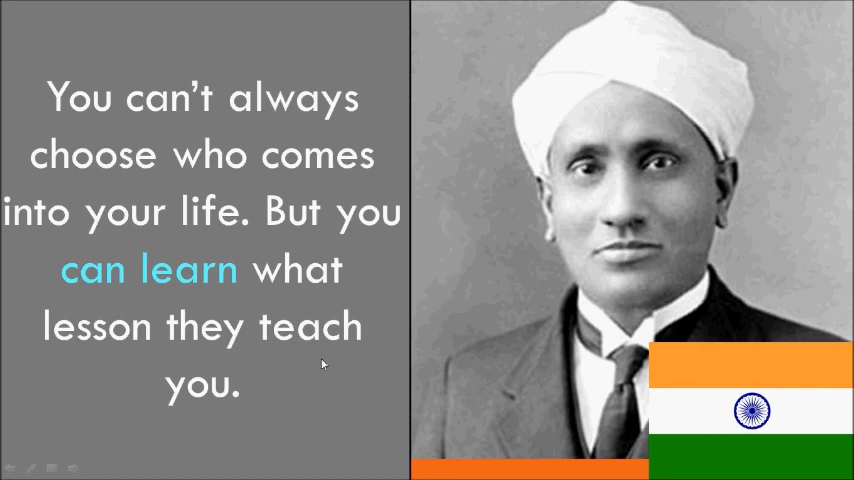 You can’t always
choose who comes
into your life. But you
can learn what
lesson they teach
you.